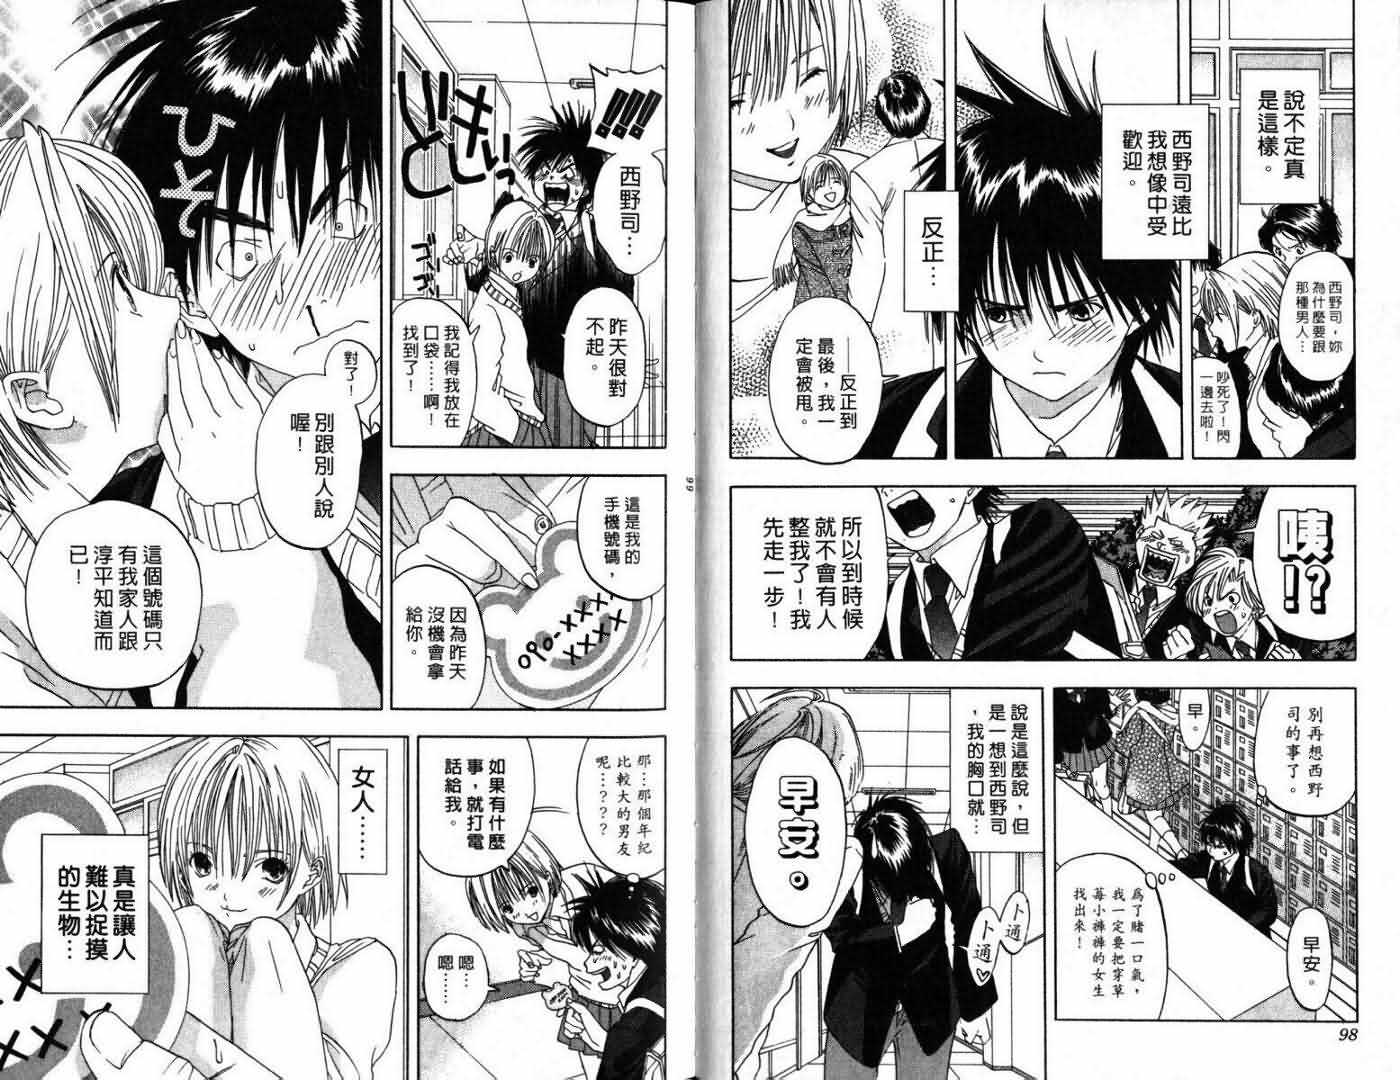 說不定真
是這樣。
西野司，妳
為什麼要跟
那種男人…
吵死了！閃
一邊去啦！
西野司遠比
我想像中受
歡迎。
反正…
——反正到
最後，我一
定會被甩。
咦!?
所以到時候
就不會有人
整我了！我
先走一步！
別再想西野
司的事了。
早。
早安。
為了賭一口氣，
我一定要把穿草
莓小褲褲的女生
找出來！
說是這麼說，但
是一想到西野司
，我的胸口就…
卜通
卜通♡
早安。
98
!!!
西野司…
どきいっ
昨天很對
不起。
ごそごそ
我記得我放在
口袋……啊！
找到了！
這是我的
手機號碼，
因為昨天
沒機會拿
給你。
090-××
××××
ひそ
對了！
別跟別人說
喔！
這個號碼只
有我家人跟
淳平知道而
已！
那…那個年紀
比較大的男友
呢…？？？
如果有什麼
事，就打電
話給我。
嗯…
嗯…
女人……
真是讓人
難以捉摸
的生物…
99